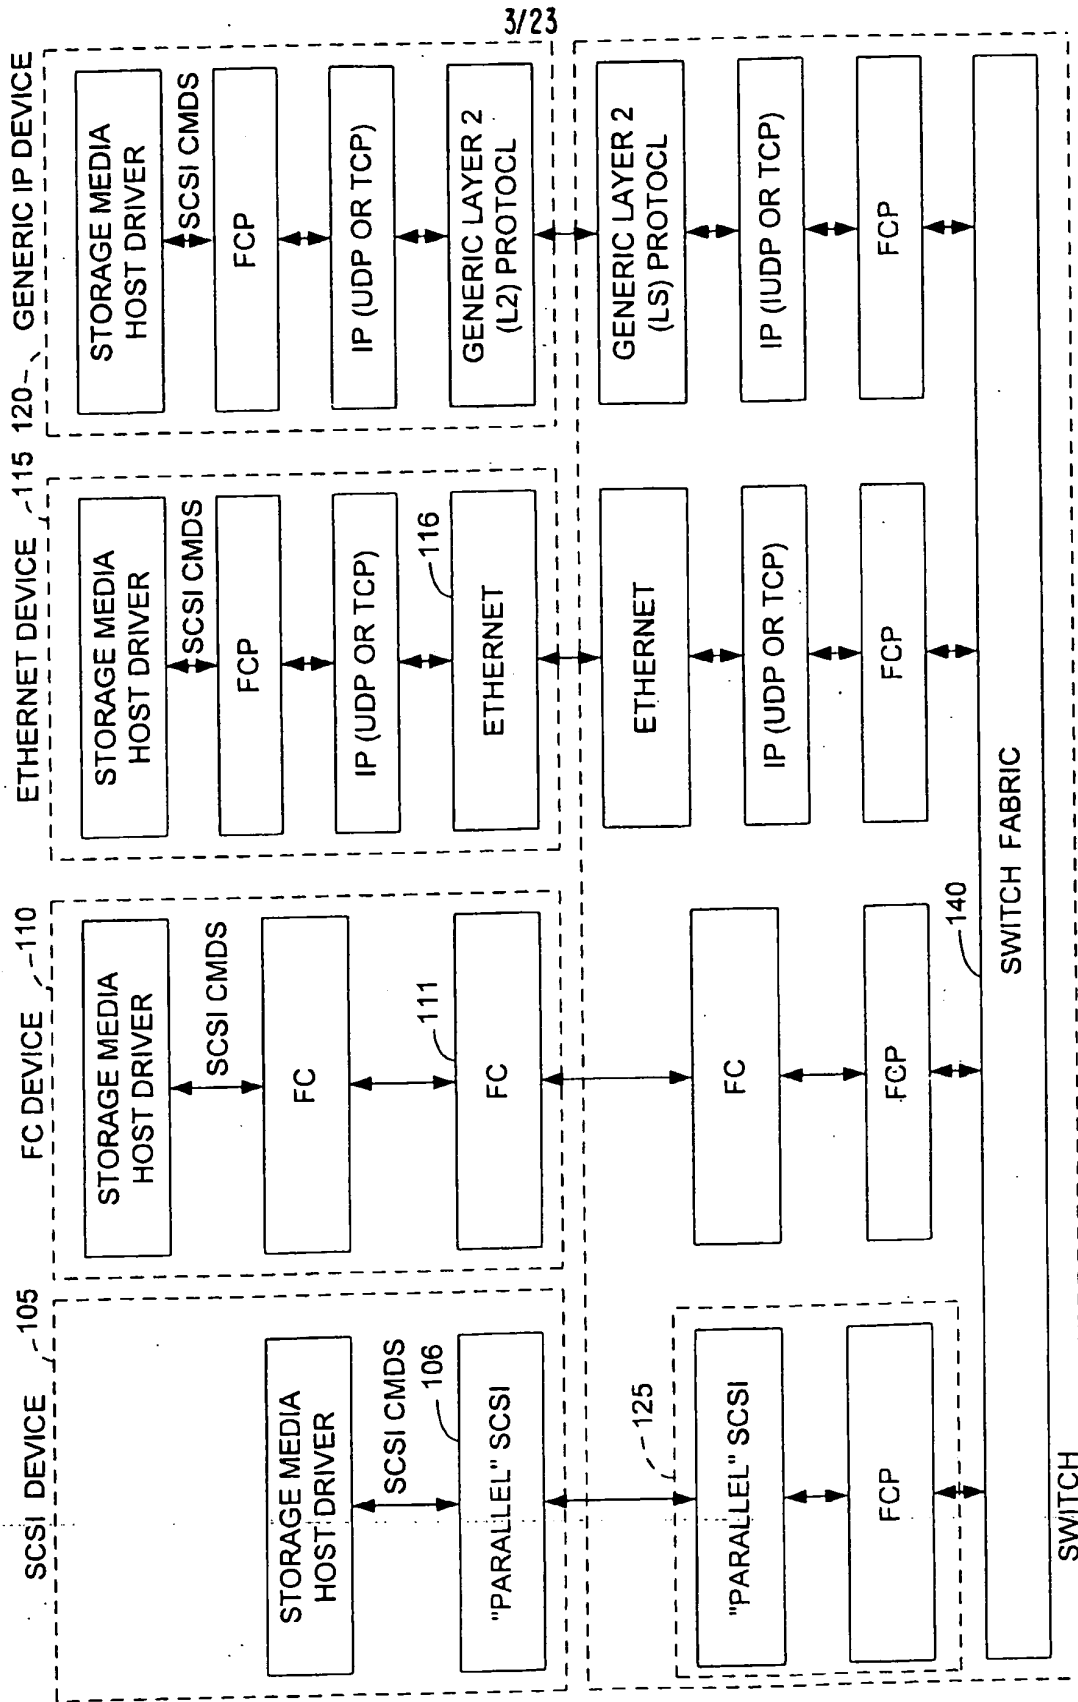 3/23
SCSI DEVICE
105
STORAGE MEDIA
HOST DRIVER
SCSI CMDS
106
"PARALLEL" SCSI
125
"PARALLEL" SCSI
FCP
FC DEVICE
110
STORAGE MEDIA
HOST DRIVER
SCSI CMDS
FC
111
FC
FC
FCP
ETHERNET DEVICE
115
STORAGE MEDIA
HOST DRIVER
SCSI CMDS
FCP
IP (UDP OR TCP)
116
ETHERNET
ETHERNET
IP (UDP OR TCP)
FCP
120
GENERIC IP DEVICE
STORAGE MEDIA
HOST DRIVER
SCSI CMDS
FCP
IP (UDP OR TCP)
GENERIC LAYER 2
(L2) PROTOCL
GENERIC LAYER 2
(LS) PROTOCL
IP (IUDP OR TCP)
FCP
140
SWITCH FABRIC
SWITCH